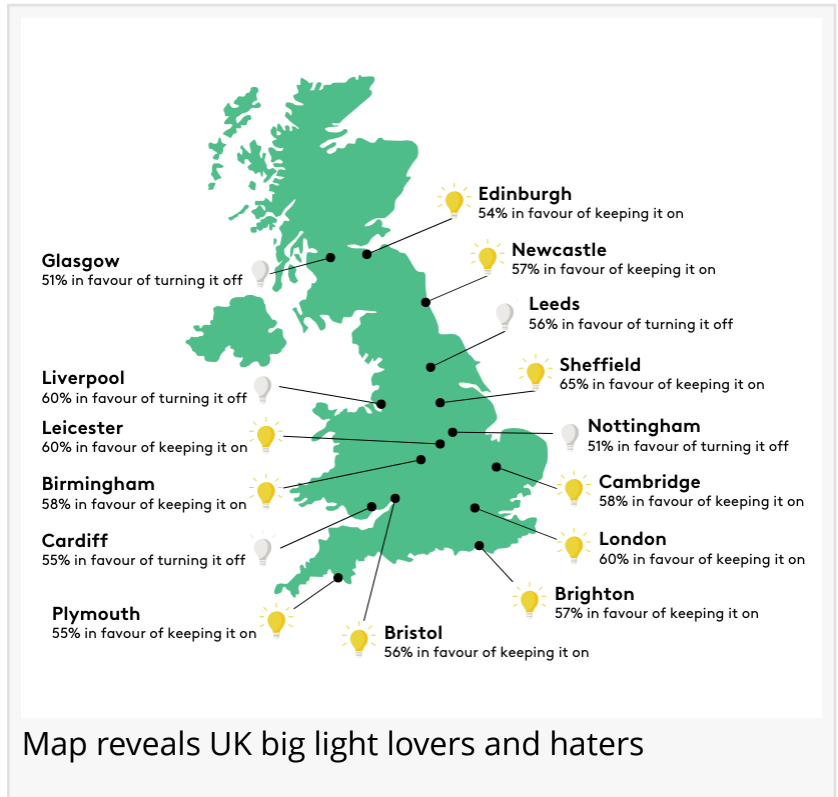 Edinburgh
54% in favour of keeping it on
Newcastle
57% in favour of keeping it on
Glasgow
51% in favour of turning it off
Leeds
56% in favour of turning it off
Sheffield
65% in favour of keeping it on
Liverpool
60% in favour of turning it off
Leicester
60% in favour of keeping it on
Nottingham
51% in favour of turning it off
Birmingham
58% in favour of keeping it on
Cambridge
58% in favour of keeping it on
Cardiff
55% in favour of turning it off
London
60% in favour of keeping it on
Brighton
57% in favour of keeping it on
Plymouth
55% in favour of keeping it on
Bristol
56% in favour of keeping it on
Map reveals UK big light lovers and haters